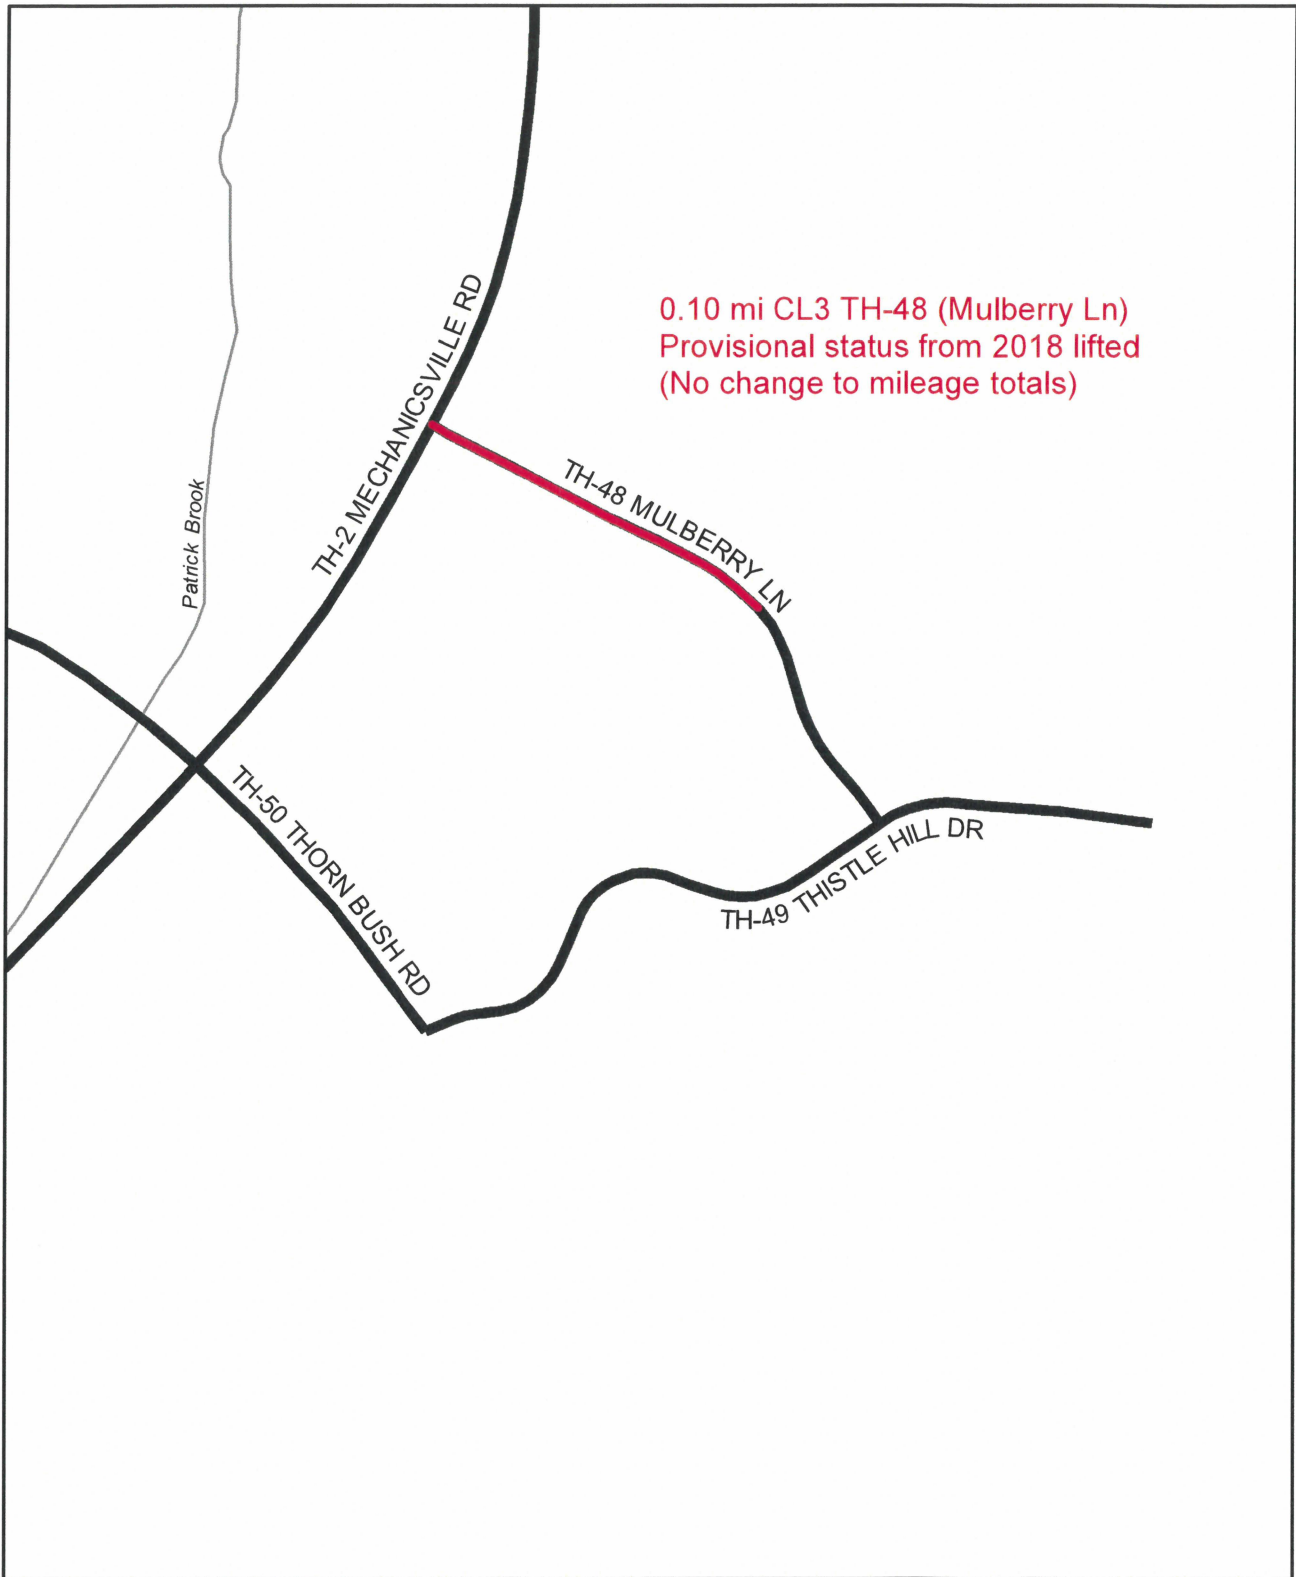 0.10 mi CL3 TH-48 (Mulberry Ln)
Provisional status from 2018 lifted
(No change to mileage totals)
TH-2 MECHANICSVILLE RD
TH-48 MULBERRY LN
Patrick Brook
TH-50 THORN BUSH RD
TH-49 THISTLE HILL DR